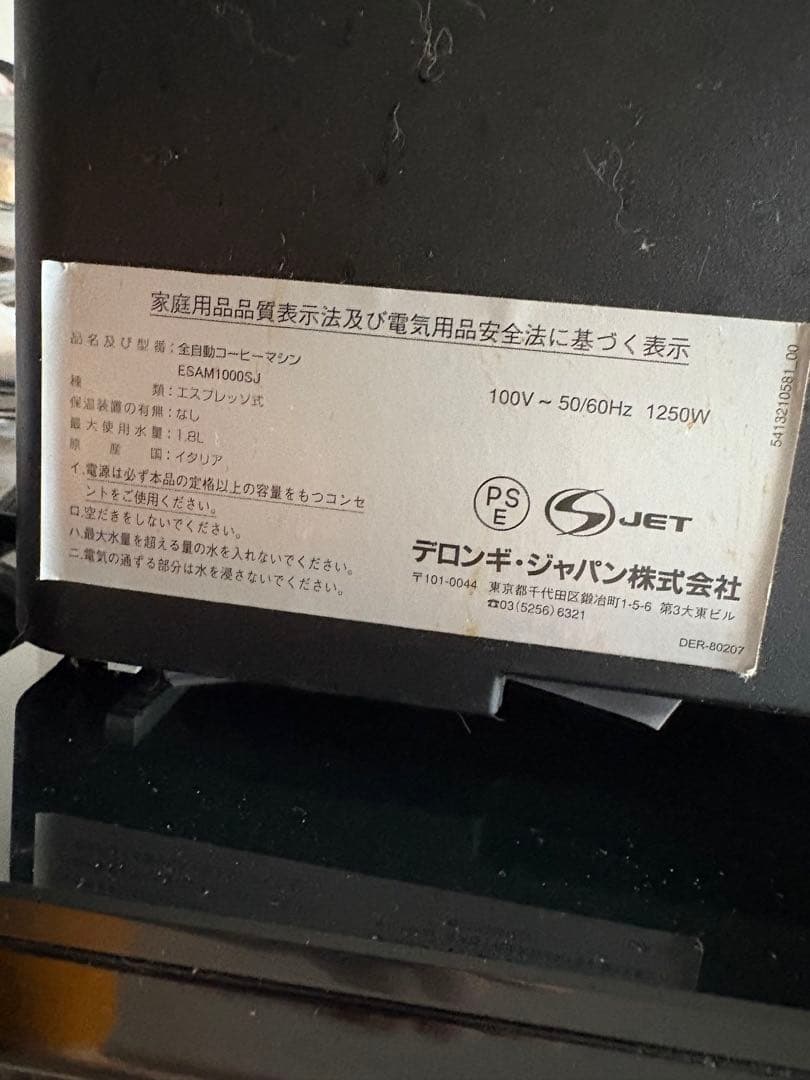 家庭用品品質表示法及び電気用品安全法に基づく表示
品名及び型番：全自動コーヒーマシン
ESAM1000SJ
種類：エスプレッソ式
保温装置の有無：なし
最大使用水量：1.8L
原産国：イタリア
イ.電源は必ず本品の定格以上の容量をもつコンセ
ントをご使用ください。
ロ.空だきをしないでください。
ハ.最大水量を超える量の水を入れないでください。
ニ.電気の通ずる部分は水を浸さないでください。
100V ~ 50/60Hz 1250W
PS
E
JET
デロンギ・ジャパン株式会社
〒101-0044 東京都千代田区鍛冶町1-5-6 第3大東ビル
☎03(5256)6321
DER-80207
5413210581_00